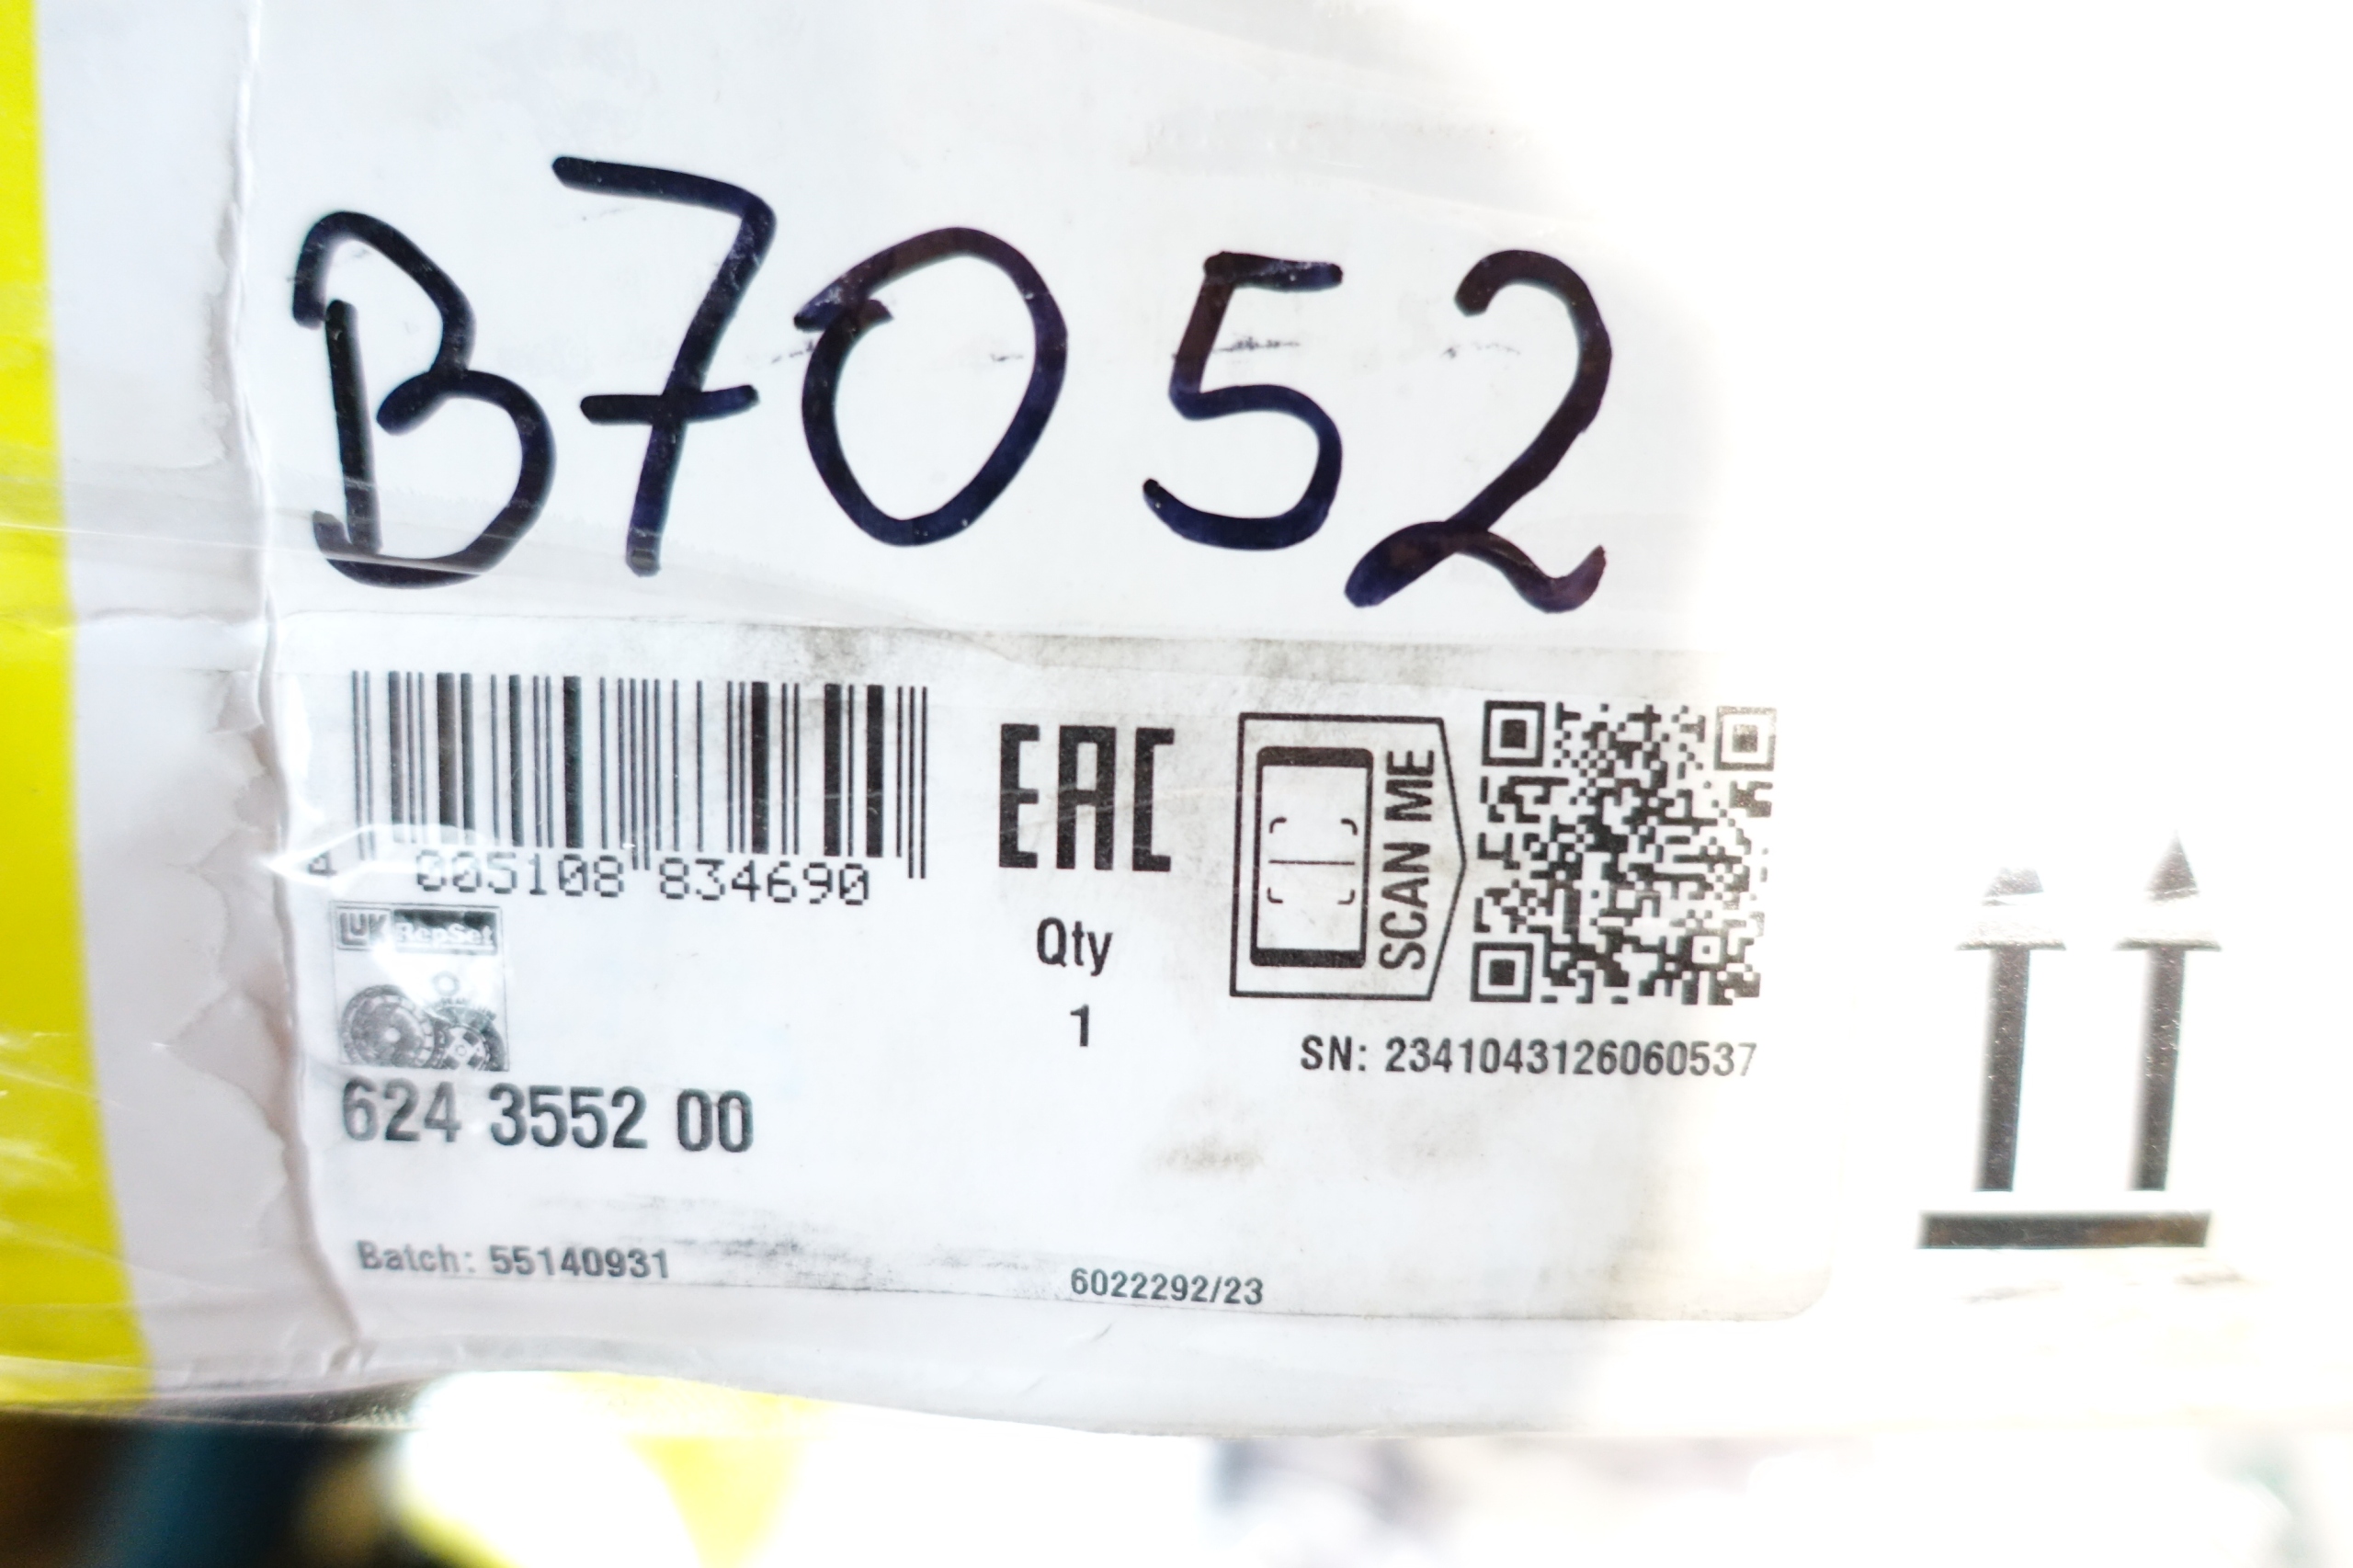 B7052
4 005108 834690
EAC
SCAN ME
LUK RepSet
Qty
1
SN: 2341043126060537
624 3552 00
Batch: 55140931
6022292/23